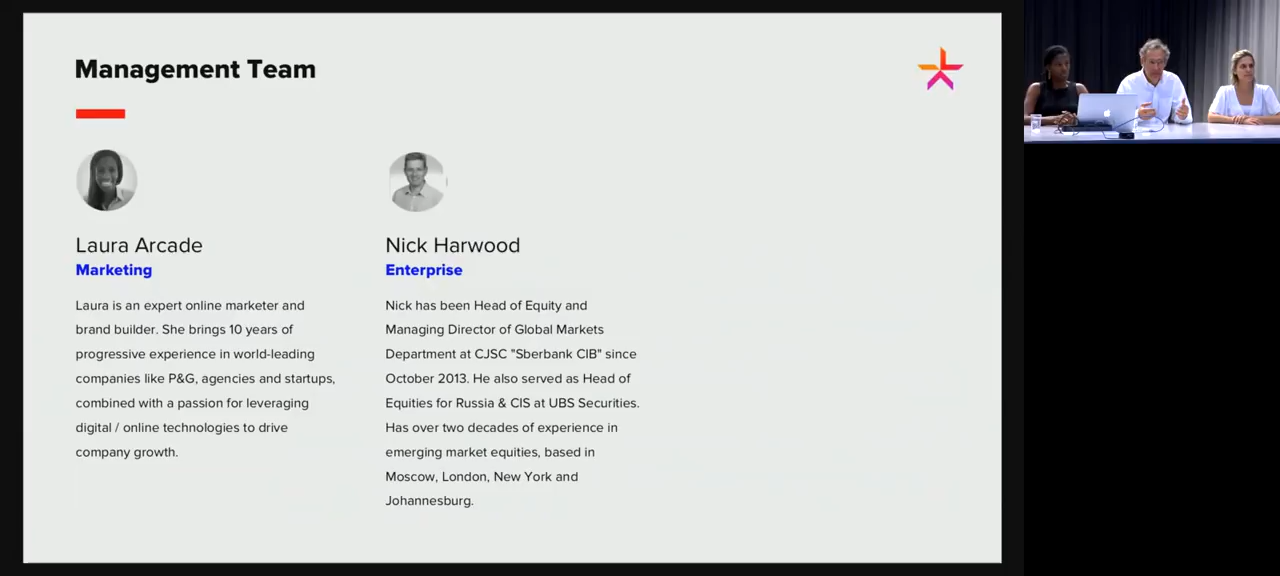 Management Team
Laura Arcade
Marketing
Laura is an expert online marketer and
brand builder. She brings 10 years of
progressive experience in world-leading
companies like P&G, agencies and startups,
combined with a passion for leveraging
digital / online technologies to drive
company growth.
Nick Harwood
Enterprise
Nick has been Head of Equity and
Managing Director of Global Markets
Department at CJSC "Sberbank CIB" since
October 2013. He also served as Head of
Equities for Russia & CIS at UBS Securities.
Has over two decades of experience in
emerging market equities, based in
Moscow, London, New York and
Johannesburg.